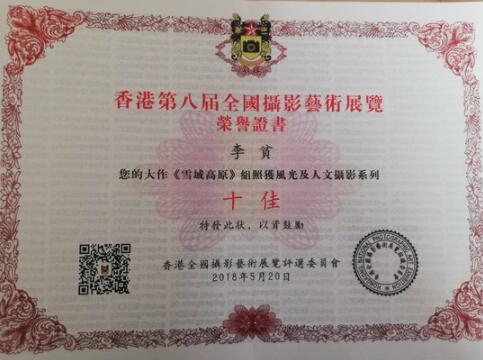 香港第八届全國攝影藝術展覽
榮譽證書
李貧
您的大作《雪域高原》組照獲風光及人文攝影系列
十佳
特發此狀，以資鼓勵
香港全國攝影藝術展覽評選委員會
2018年5月20日